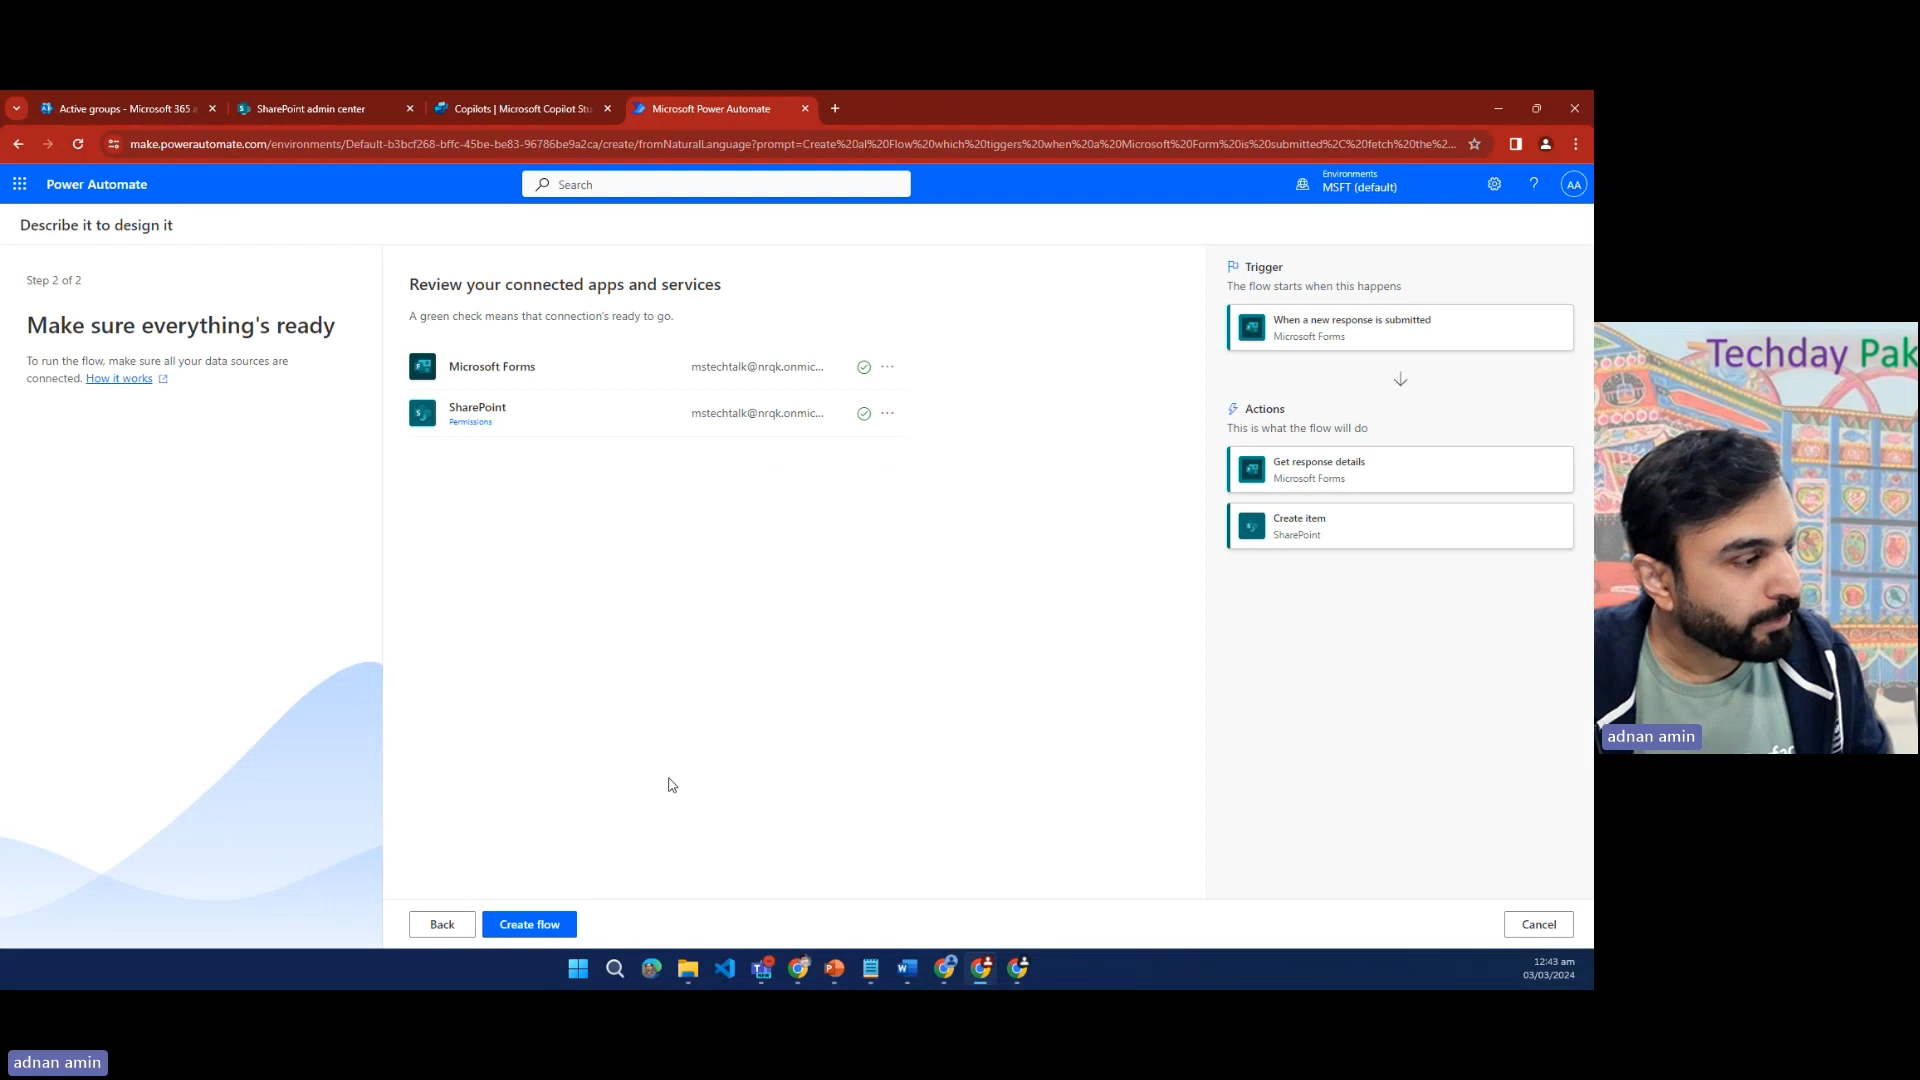 Active groups - Microsoft 365 a
SharePoint admin center
Copilots | Microsoft Copilot Stu
Microsoft Power Automate
make.powerautomate.com/environments/Default-b3bcf268-bffc-45be-be83-96786be9a2ca/create/fromNaturalLanguage?prompt=Create%20al%20Flow%20which%20tiggers%20when%20a%20Microsoft%20Form%20is%20submitted%2C%20fetch%20the%2...
Power Automate
Search
Environments
MSFT (default)
AA
Describe it to design it
Step 2 of 2
Make sure everything's ready
To run the flow, make sure all your data sources are
connected. How it works
Review your connected apps and services
A green check means that connection's ready to go.
Microsoft Forms
mstechtalk@nrqk.onmic...
SharePoint
Permissions
mstechtalk@nrqk.onmic...
Trigger
The flow starts when this happens
When a new response is submitted
Microsoft Forms
Actions
This is what the flow will do
Get response details
Microsoft Forms
Create item
SharePoint
Back
Create flow
Cancel
12:43 am
03/03/2024
Techday Pak
adnan amin
adnan amin